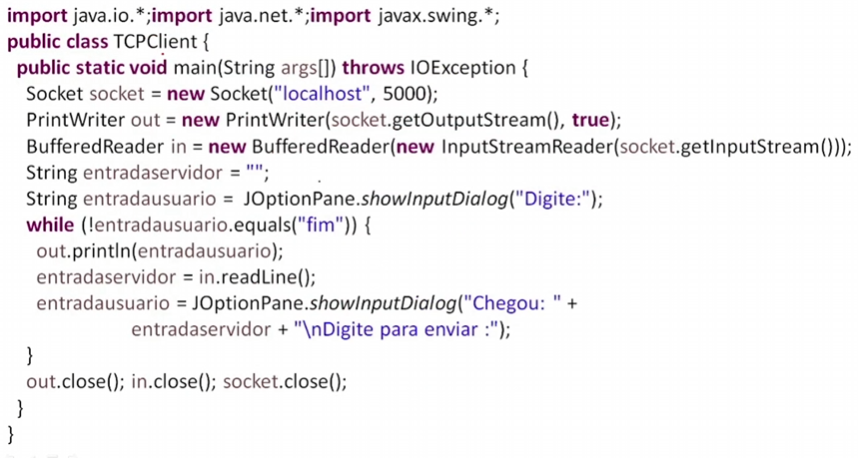 import java.io.*;import java.net.*;import javax.swing.*;
public class TCPClient {
public static void main(String args[]) throws IOException {
Socket socket = new Socket("localhost", 5000);
PrintWriter out = new PrintWriter(socket.getOutputStream(), true);
BufferedReader in = new BufferedReader(new InputStreamReader(socket.getInputStream()));
String entradaservidor = "";
String entradausuario = JOptionPane.showInputDialog("Digite:");
while (!entradausuario.equals("fim")) {
out.println(entradausuario);
entradaservidor = in.readLine();
entradausuario = JOptionPane.showInputDialog("Chegou: " +
entradaservidor + "\nDigite para enviar :");
}
out.close(); in.close(); socket.close();
}
}